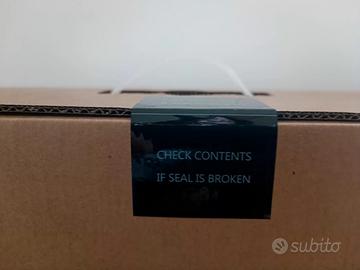 CHECK CONTENTS
IF SEAL IS BROKEN
subito